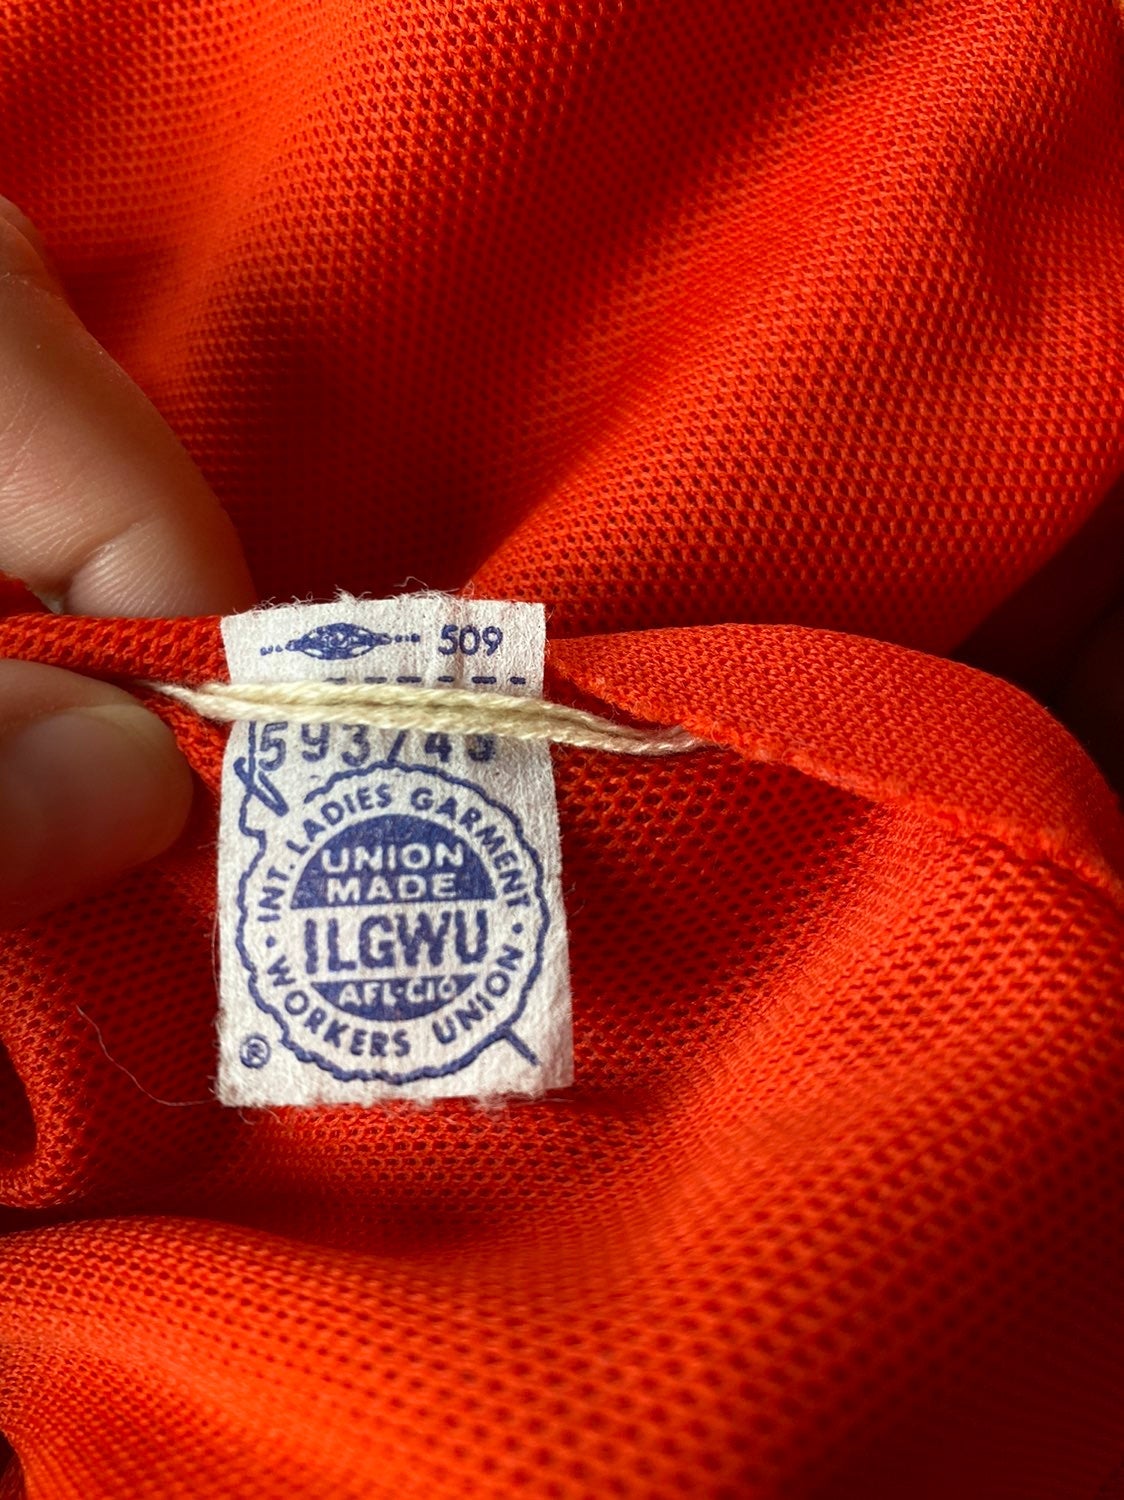 509
INT. LADIES GARMENT
UNION
MADE
ILGWU
AFL-CIO
WORKERS UNION
®